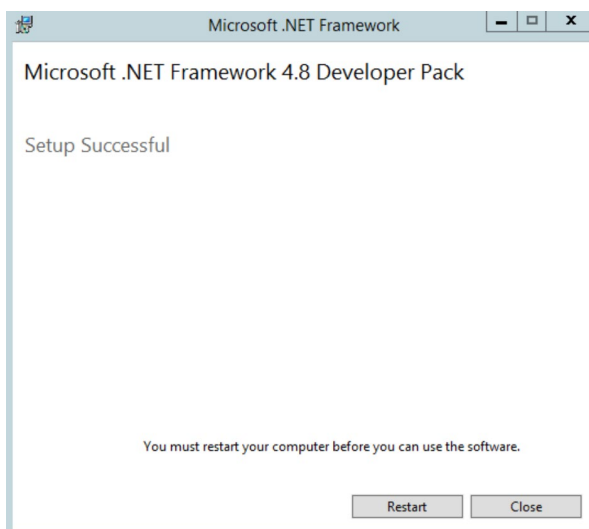 Microsoft .NET Framework
Microsoft .NET Framework 4.8 Developer Pack
Setup Successful
You must restart your computer before you can use the software.
Restart
Close